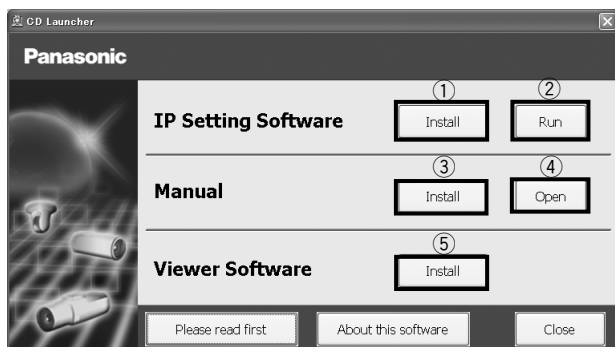 CD Launcher
Panasonic
① ②
IP Setting Software Install Run
③ ④
Manual Install Open
⑤
Viewer Software Install
Please read first About this software Close